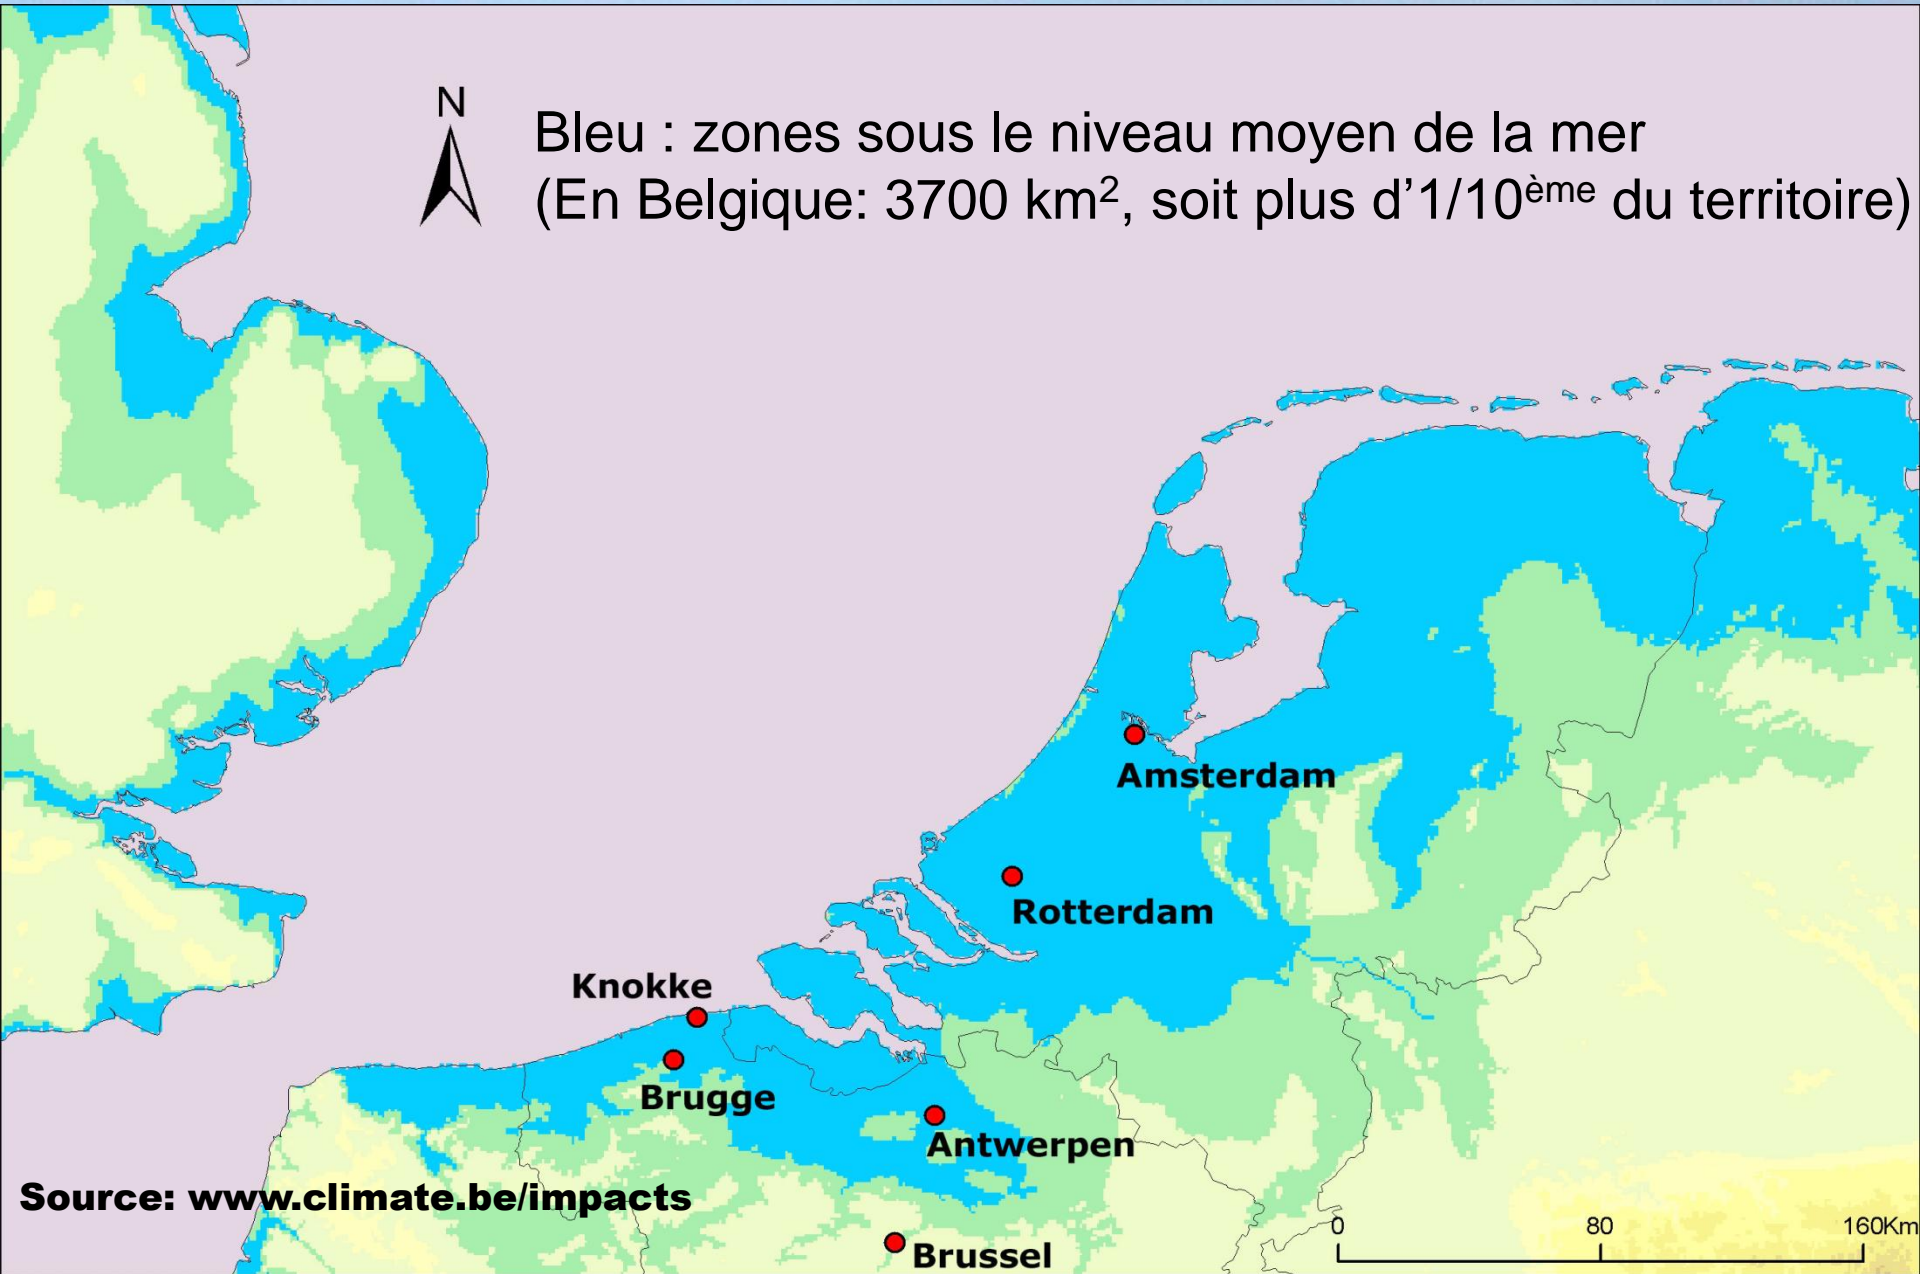 N
Bleu : zones sous le niveau moyen de la mer
(En Belgique: 3700 km², soit plus d’1/10ème du territoire)
Amsterdam
Rotterdam
Knokke
Brugge
Antwerpen
Source: www.climate.be/impacts
0 80 160Km
Brussel